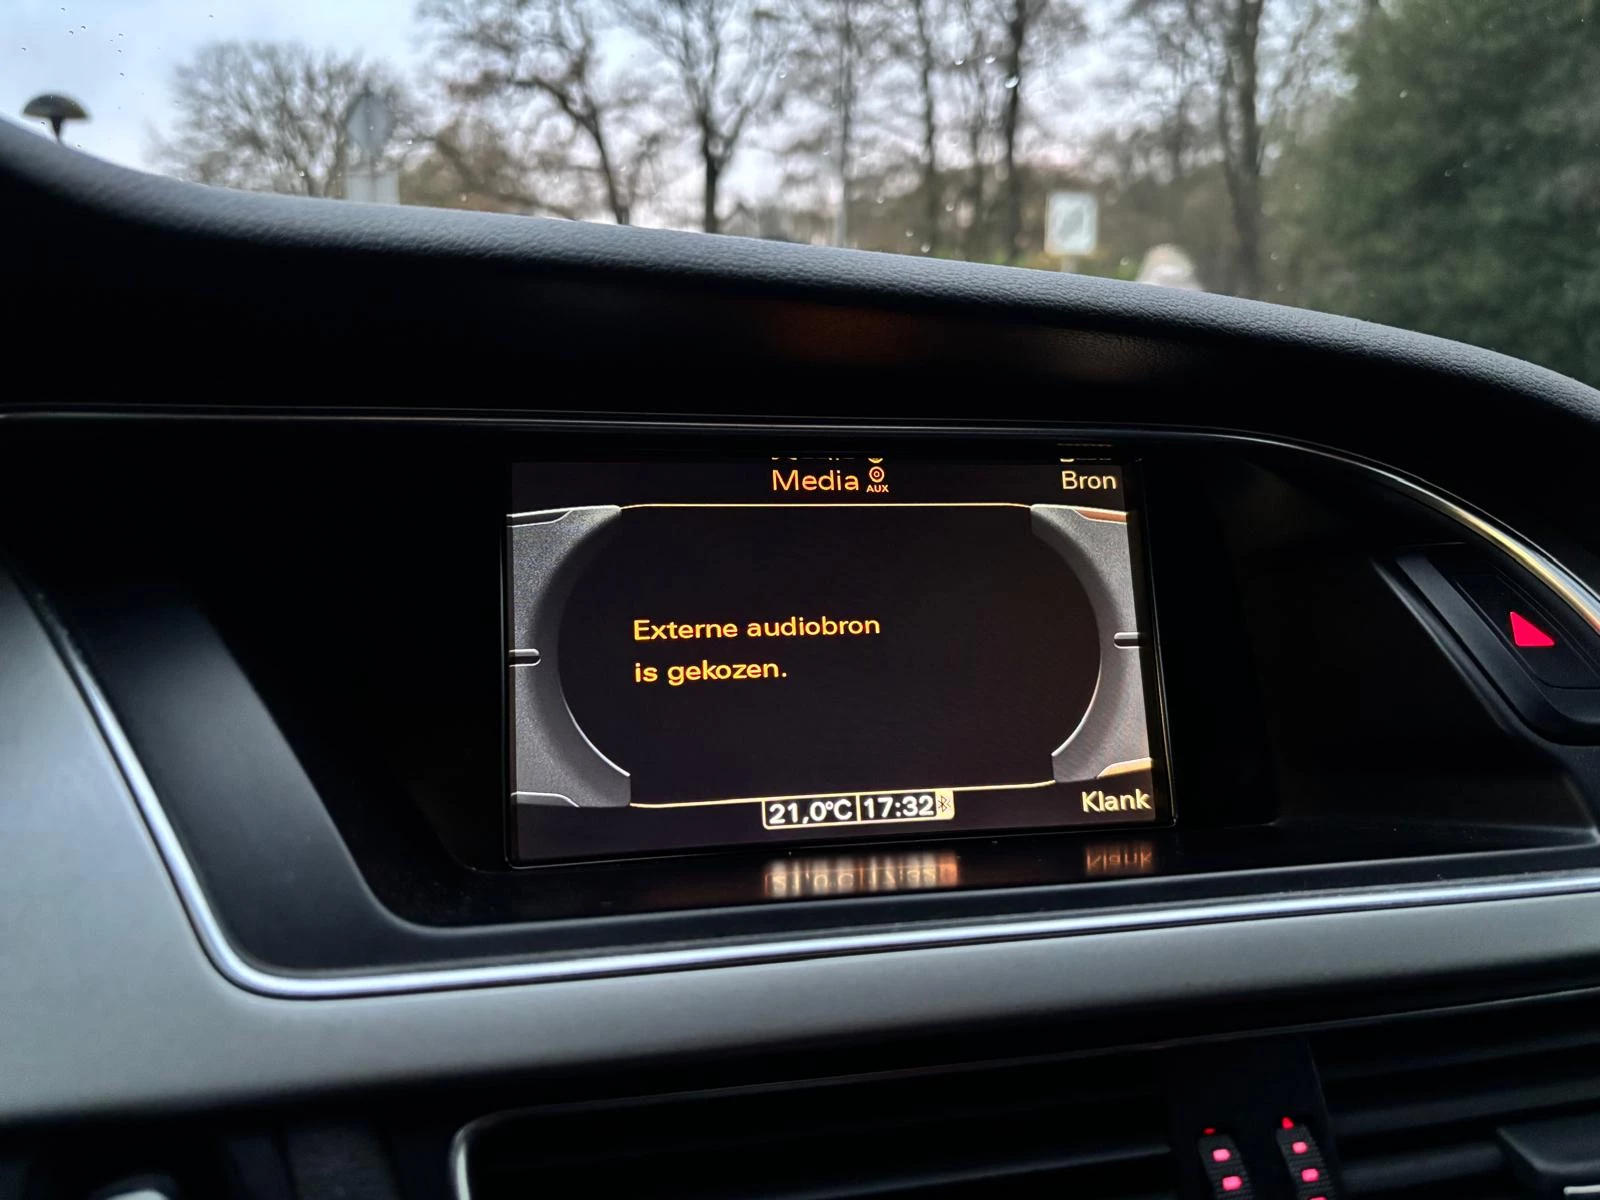 Media AUX
Bron
Externe audiobron
is gekozen.
21,0°C 17:32
Klank